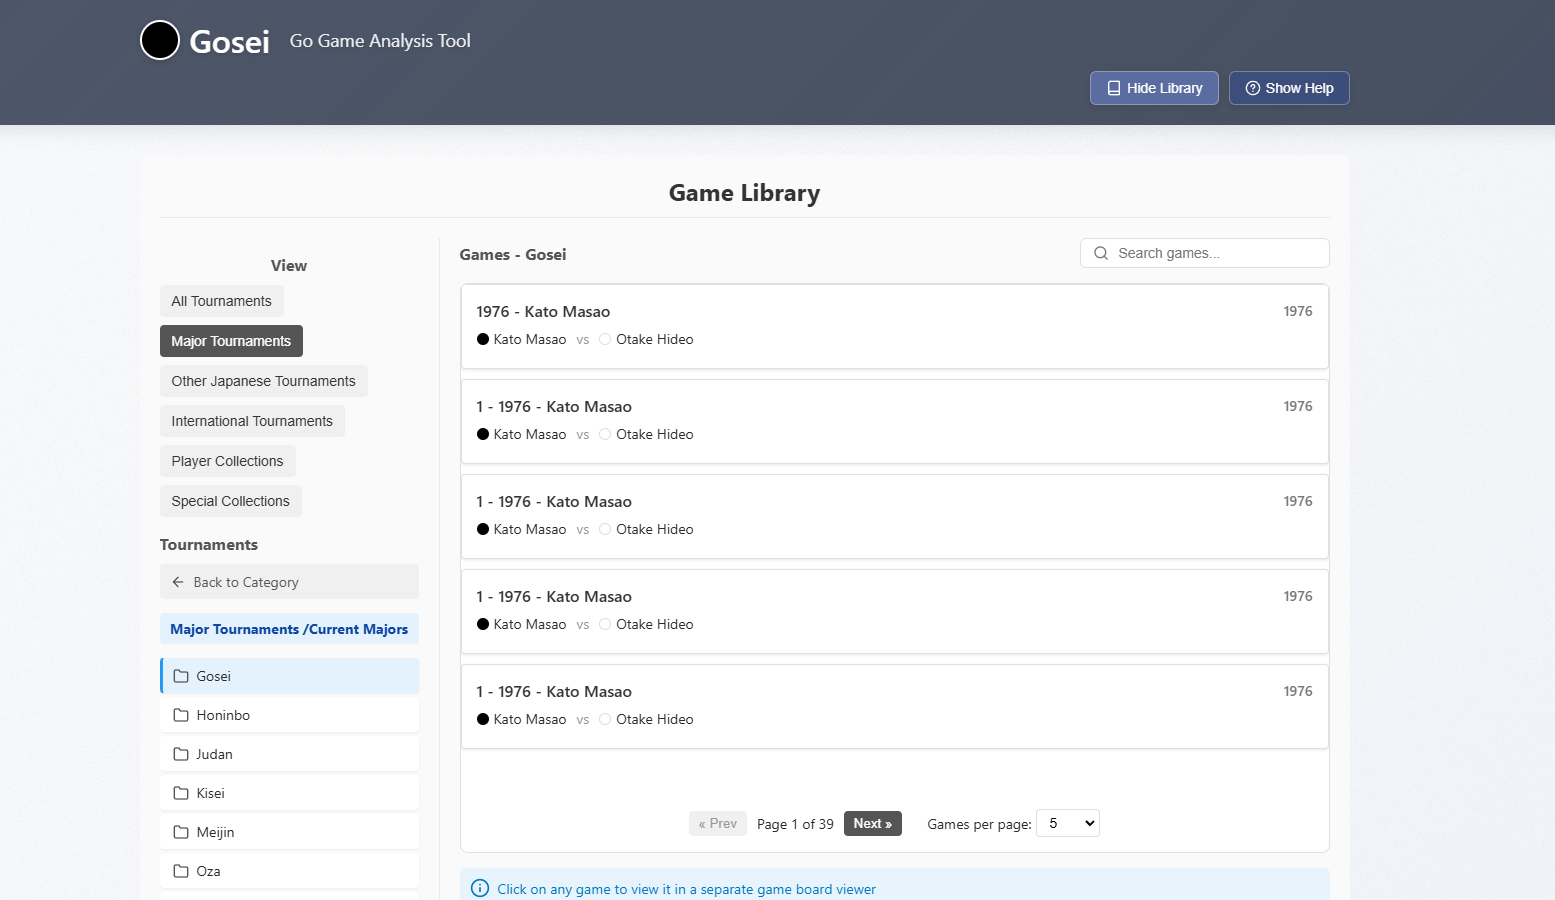 Gosei
Go Game Analysis Tool
Hide Library
Show Help
Game Library
View
All Tournaments
Major Tournaments
Other Japanese Tournaments
International Tournaments
Player Collections
Special Collections
Tournaments
Back to Category
Major Tournaments /Current Majors
Gosei
Honinbo
Judan
Kisei
Meijin
Oza
Games - Gosei
Search games...
1976 - Kato Masao 1976
Kato Masao vs Otake Hideo
1 - 1976 - Kato Masao 1976
Kato Masao vs Otake Hideo
1 - 1976 - Kato Masao 1976
Kato Masao vs Otake Hideo
1 - 1976 - Kato Masao 1976
Kato Masao vs Otake Hideo
1 - 1976 - Kato Masao 1976
Kato Masao vs Otake Hideo
« Prev Page 1 of 39 Next » Games per page: 5
Click on any game to view it in a separate game board viewer